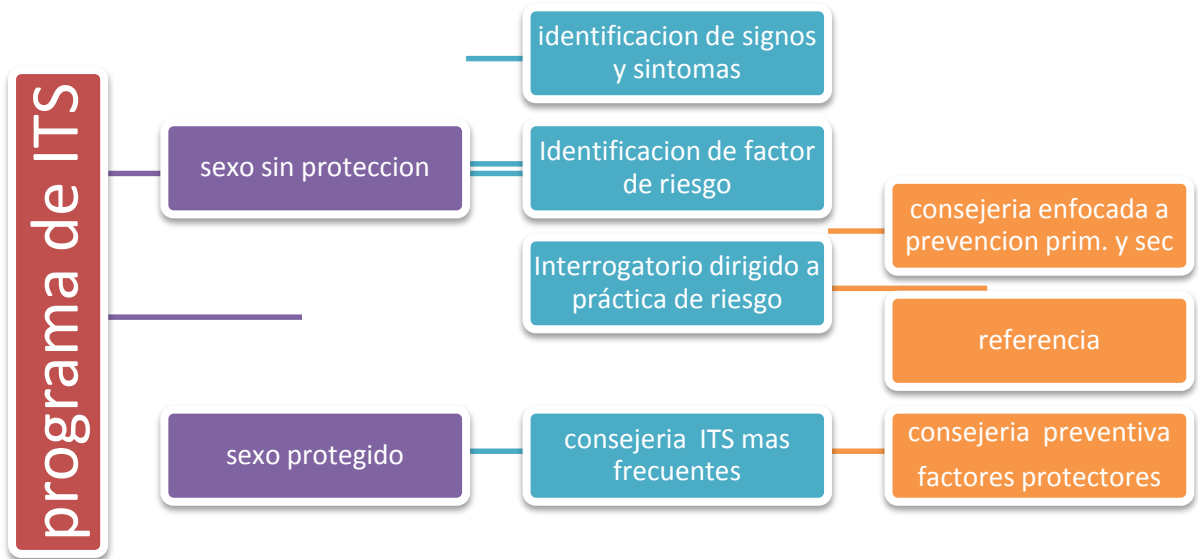 programa de ITS
sexo sin proteccion
identificacion de signos
y sintomas
Identificacion de factor
de riesgo
Interrogatorio dirigido a
práctica de riesgo
consejeria enfocada a
prevencion prim. y sec
referencia
sexo protegido
consejeria ITS mas
frecuentes
consejeria preventiva
factores protectores